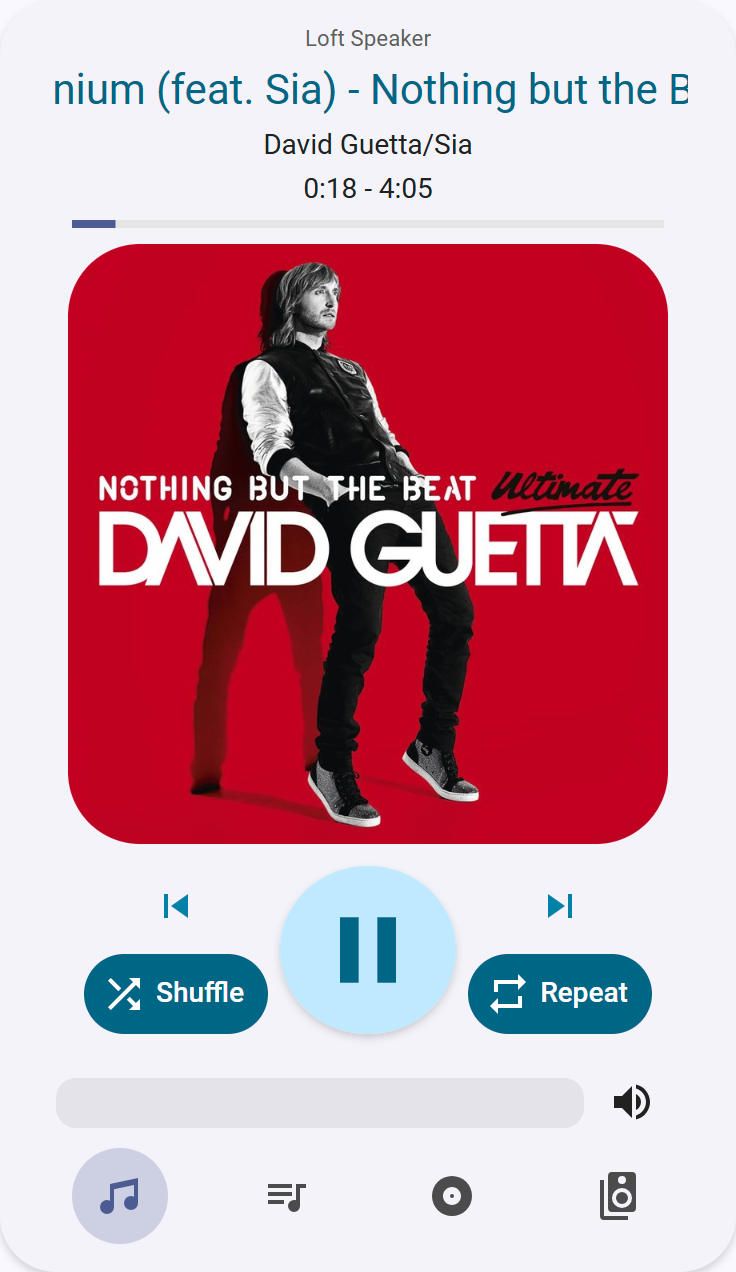 Loft Speaker
nium (feat. Sia) - Nothing but the B
David Guetta/Sia
0:18 - 4:05
NOTHING BUT THE BEAT Ultimate
DAVID GUETTA
Shuffle
Repeat